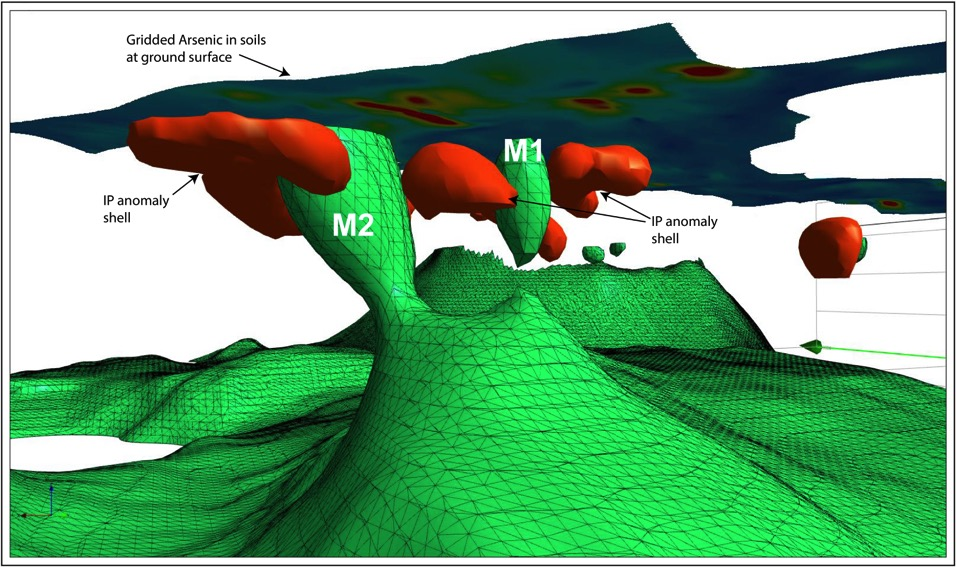 Gridded Arsenic in soils
at ground surface
M1
IP anomaly
shell
M2
IP anomaly
shell